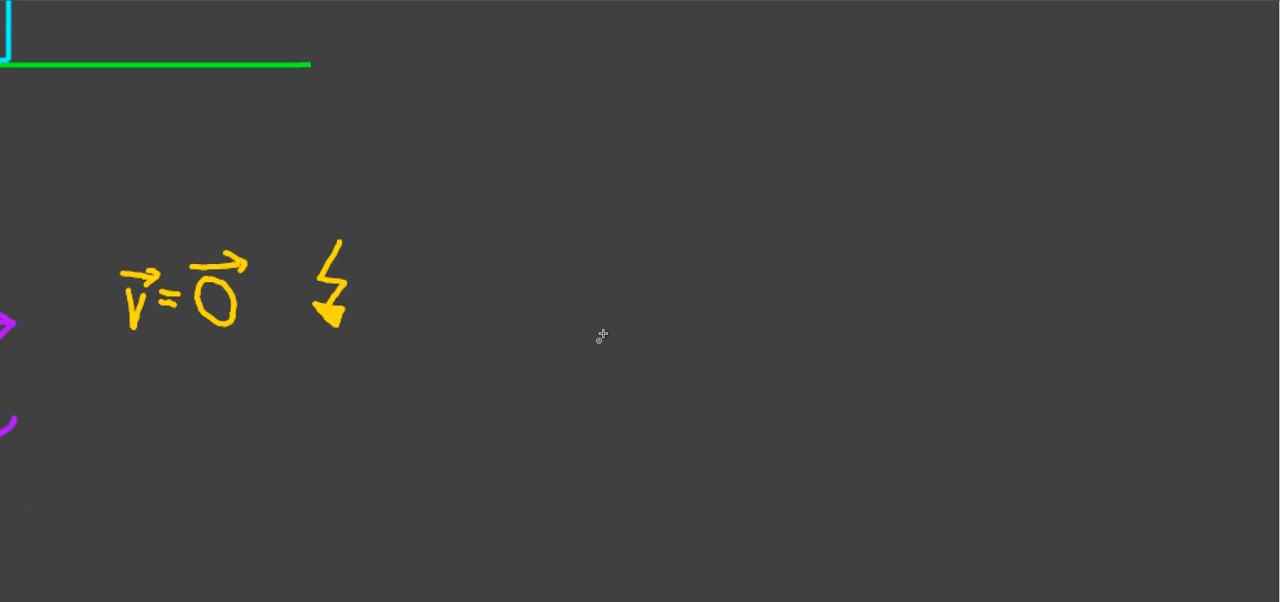 v⃗ = 0⃗ ↯